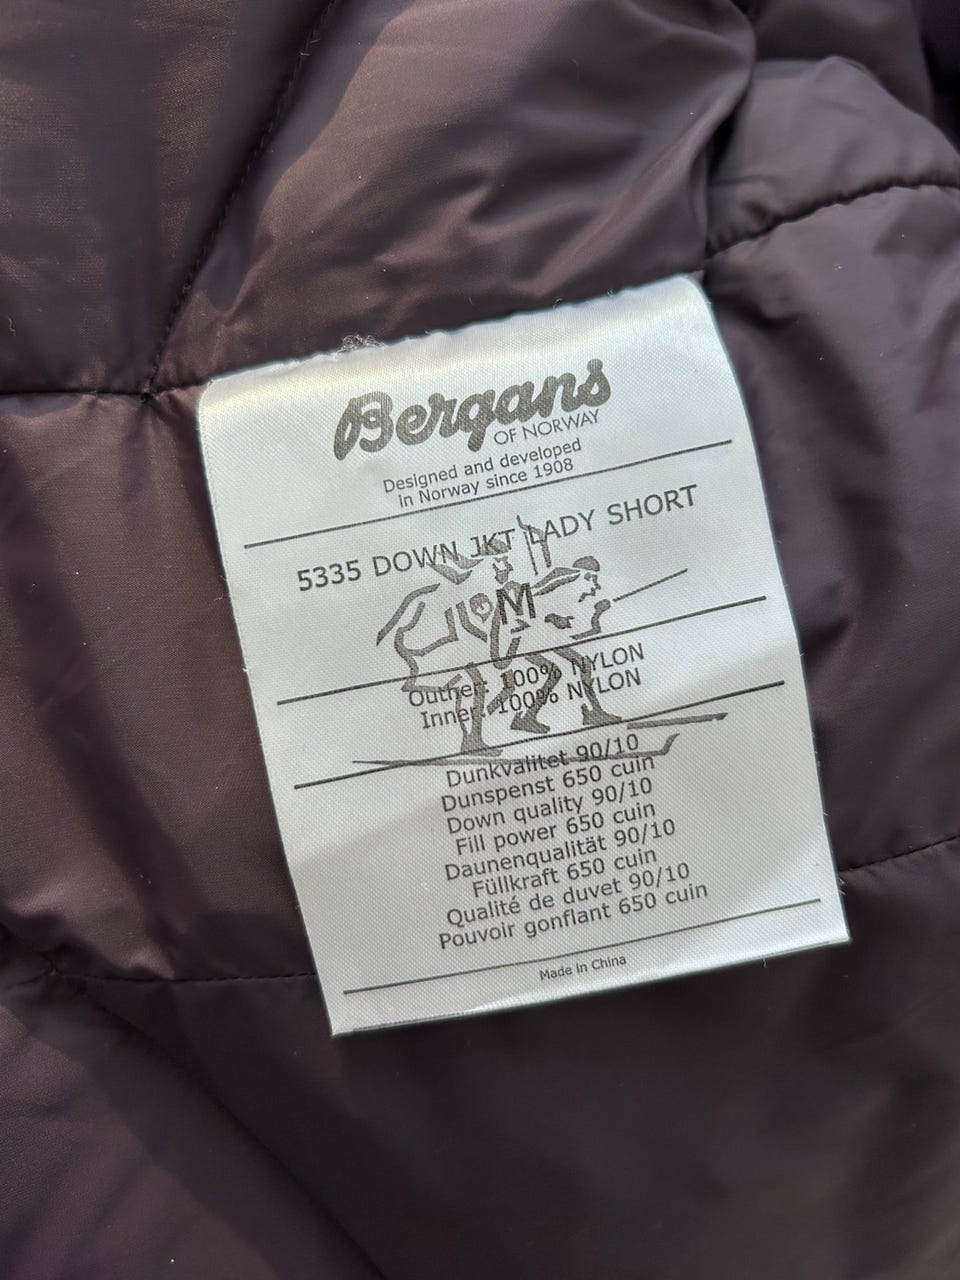 Bergans
OF NORWAY
Designed and developed
in Norway since 1908
5335 DOWN JKT LADY SHORT
M
Outher: 100% NYLON
Inner: 100% NYLON
Dunkvalitet 90/10
Dunspenst 650 cuin
Down quality 90/10
Fill power 650 cuin
Daunenqualität 90/10
Füllkraft 650 cuin
Qualité de duvet 90/10
Pouvoir gonflant 650 cuin
Made in China